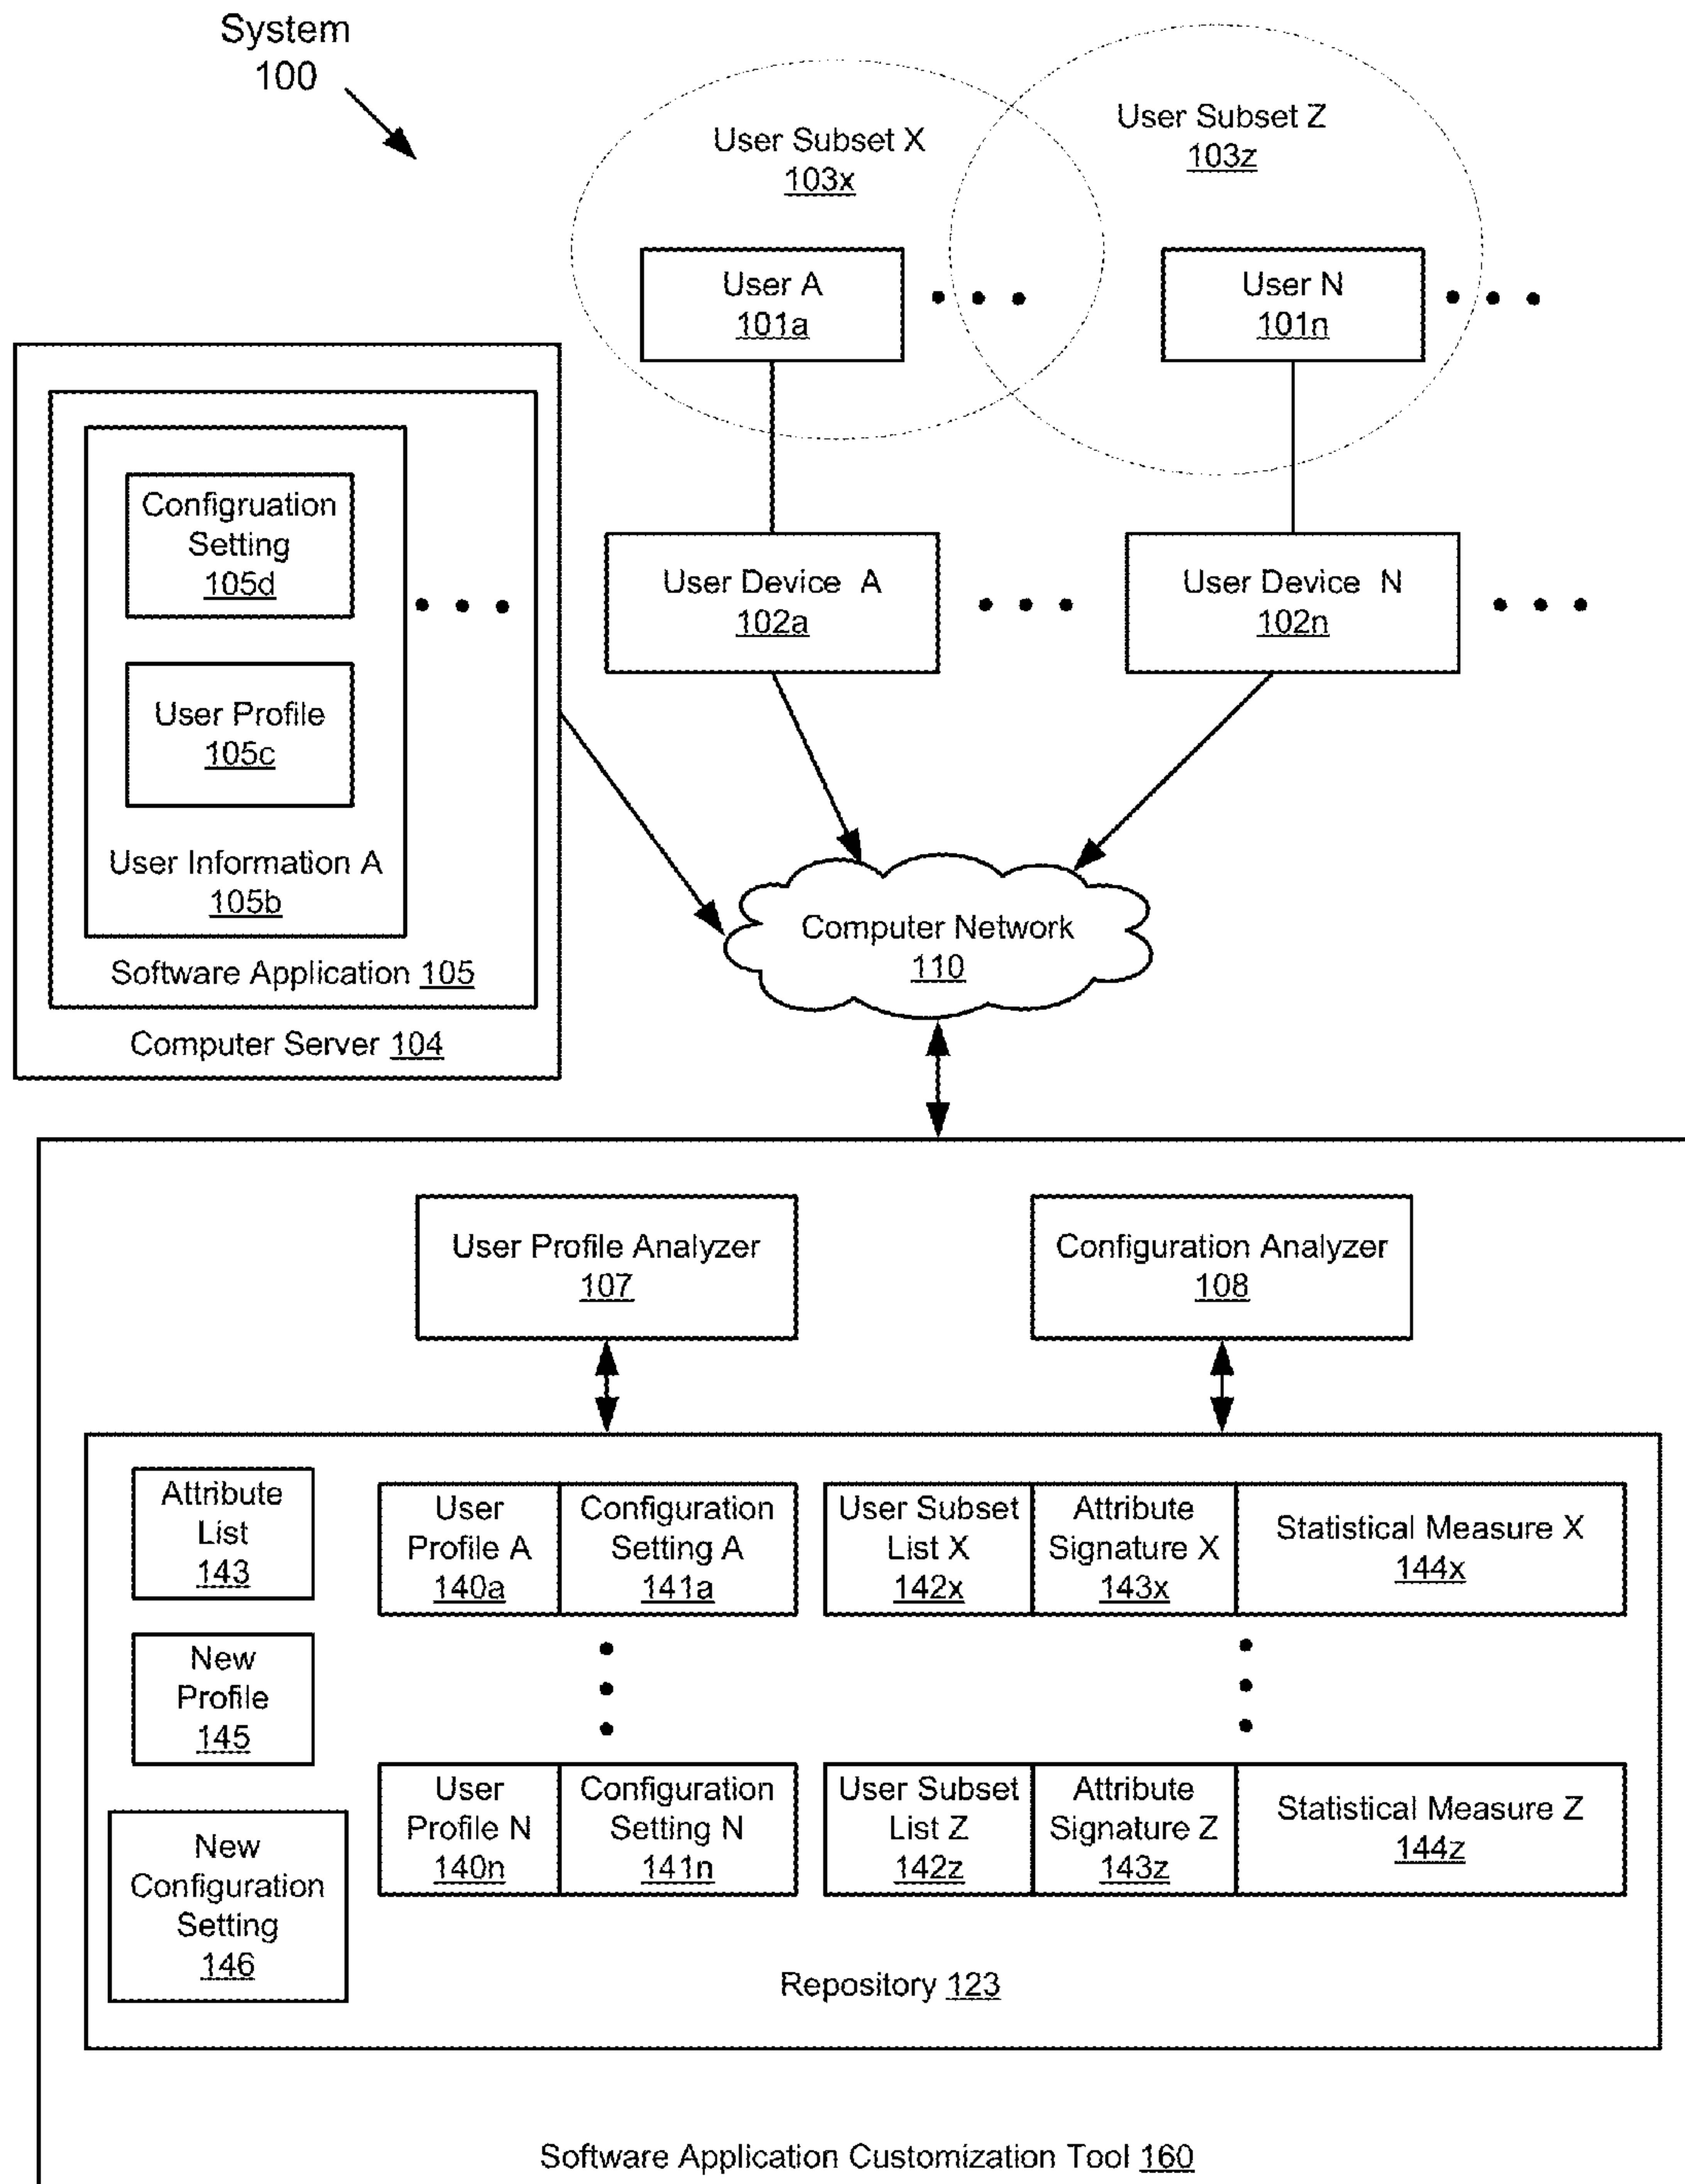 System
100
User Subset X
103x
User Subset Z
103z
User A
101a
User N
101n
Configruation
Setting
105d
User Profile
105c
User Information A
105b
Software Application 105
Computer Server 104
User Device A
102a
User Device N
102n
Computer Network
110
User Profile Analyzer
107
Configuration Analyzer
108
Attribute
List
143
New
Profile
145
New
Configuration
Setting
146
User
Profile A
140a
Configuration
Setting A
141a
User Subset
List X
142x
Attribute
Signature X
143x
Statistical Measure X
144x
User
Profile N
140n
Configuration
Setting N
141n
User Subset
List Z
142z
Attribute
Signature Z
143z
Statistical Measure Z
144z
Repository 123
Software Application Customization Tool 160